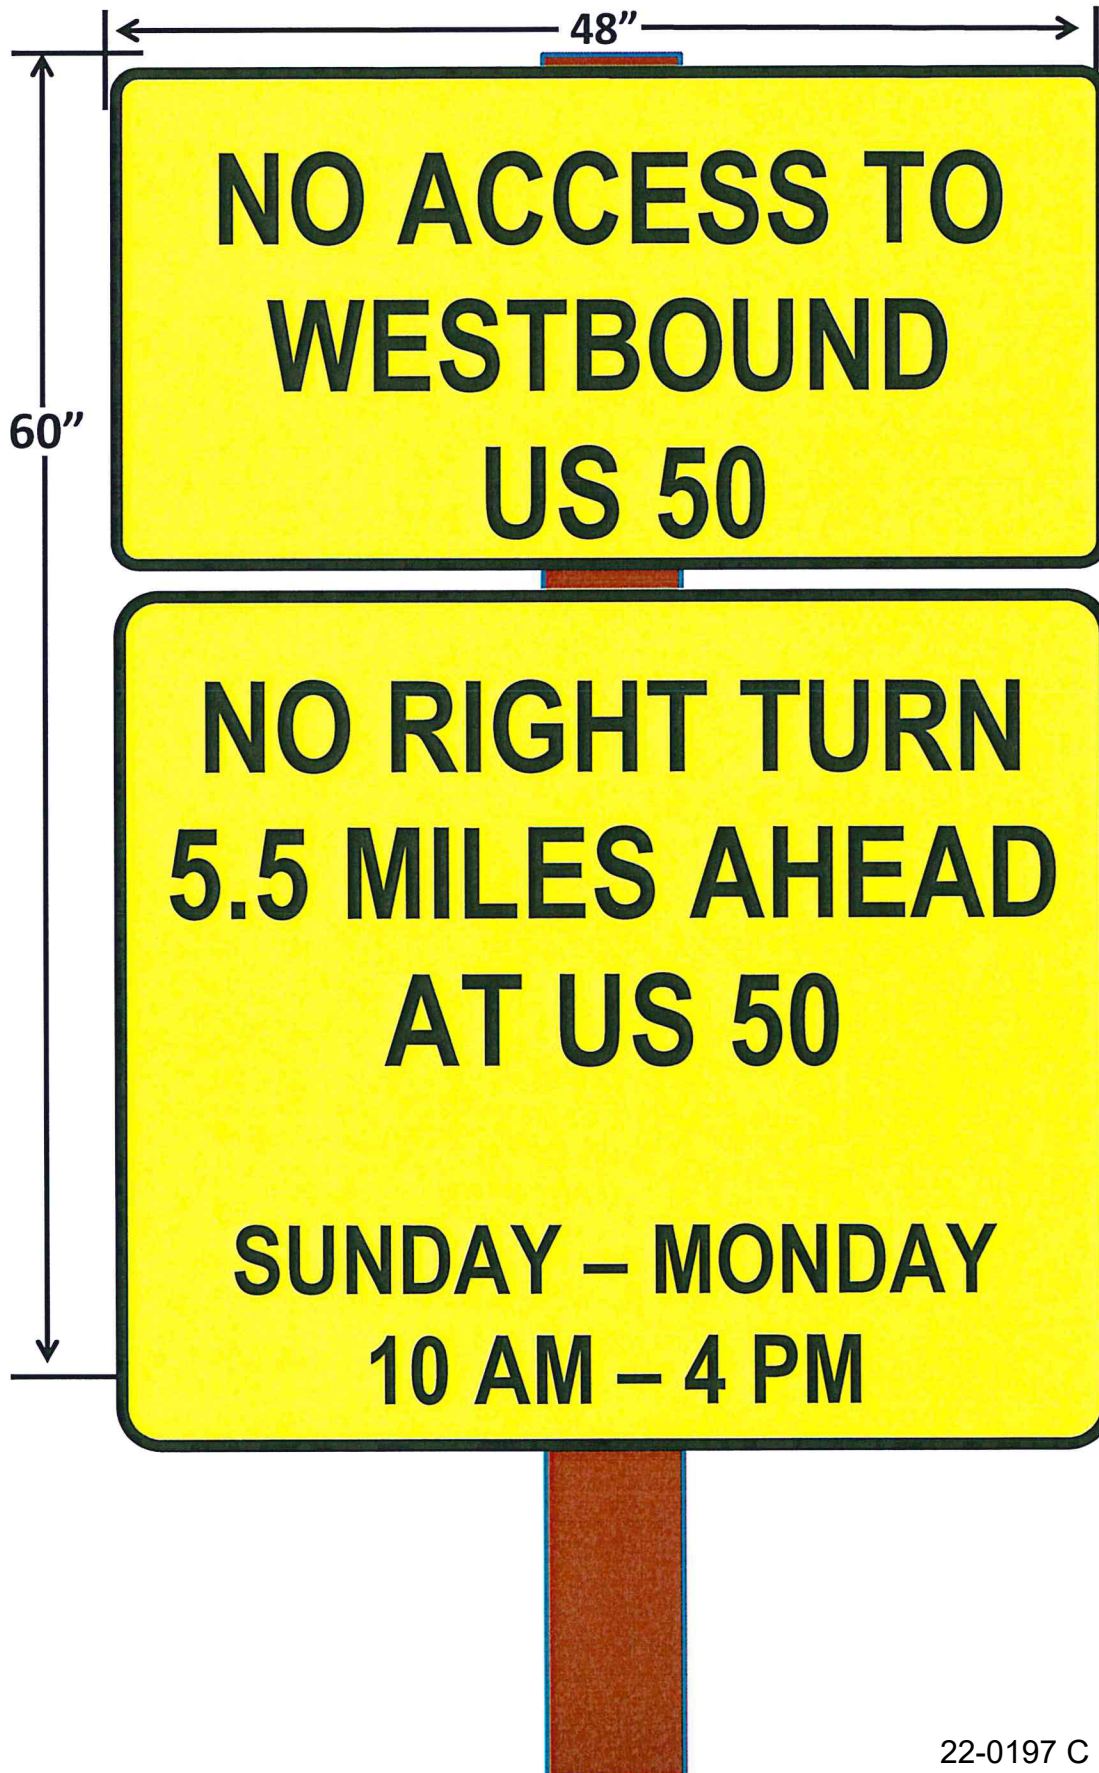 48”
60”
NO ACCESS TO
WESTBOUND
US 50
NO RIGHT TURN
5.5 MILES AHEAD
AT US 50
SUNDAY – MONDAY
10 AM – 4 PM
22-0197 C